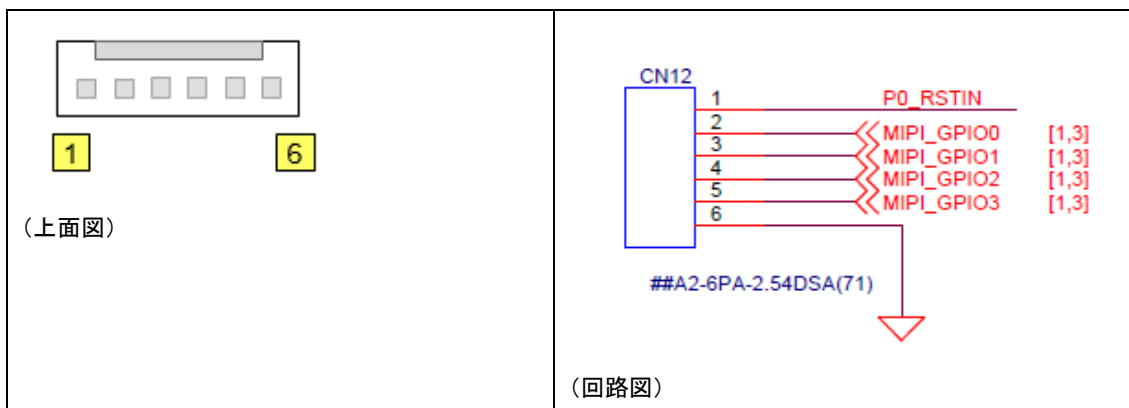 1
6
（上面図）
CN12
1 P0_RSTIN
2 MIPI_GPIO0 [1,3]
3 MIPI_GPIO1 [1,3]
4 MIPI_GPIO2 [1,3]
5 MIPI_GPIO3 [1,3]
6
##A2-6PA-2.54DSA(71)
（回路図）